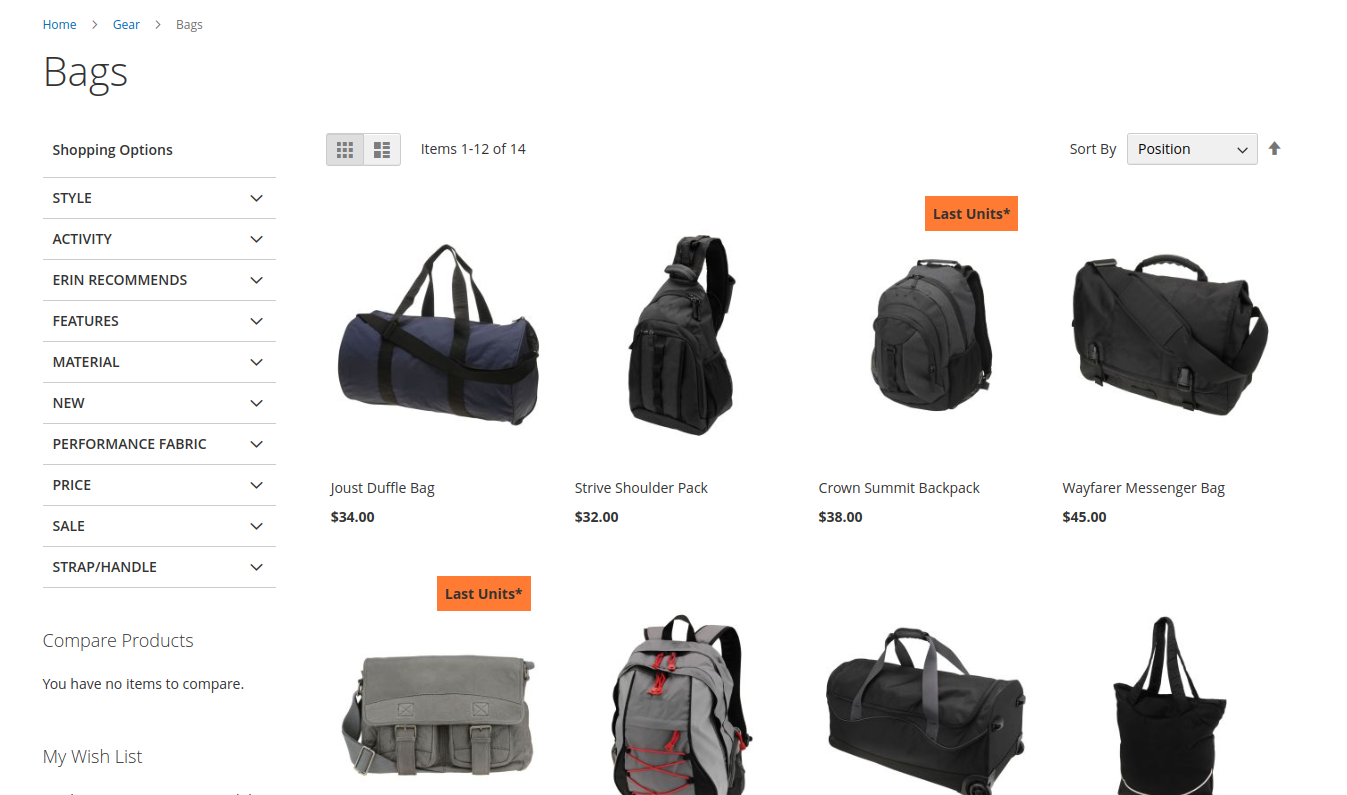 Home > Gear > Bags
Bags
Shopping Options
STYLE
ACTIVITY
ERIN RECOMMENDS
FEATURES
MATERIAL
NEW
PERFORMANCE FABRIC
PRICE
SALE
STRAP/HANDLE
Compare Products
You have no items to compare.
My Wish List
Items 1-12 of 14
Sort By Position
Last Units*
Joust Duffle Bag
$34.00
Strive Shoulder Pack
$32.00
Crown Summit Backpack
$38.00
Wayfarer Messenger Bag
$45.00
Last Units*